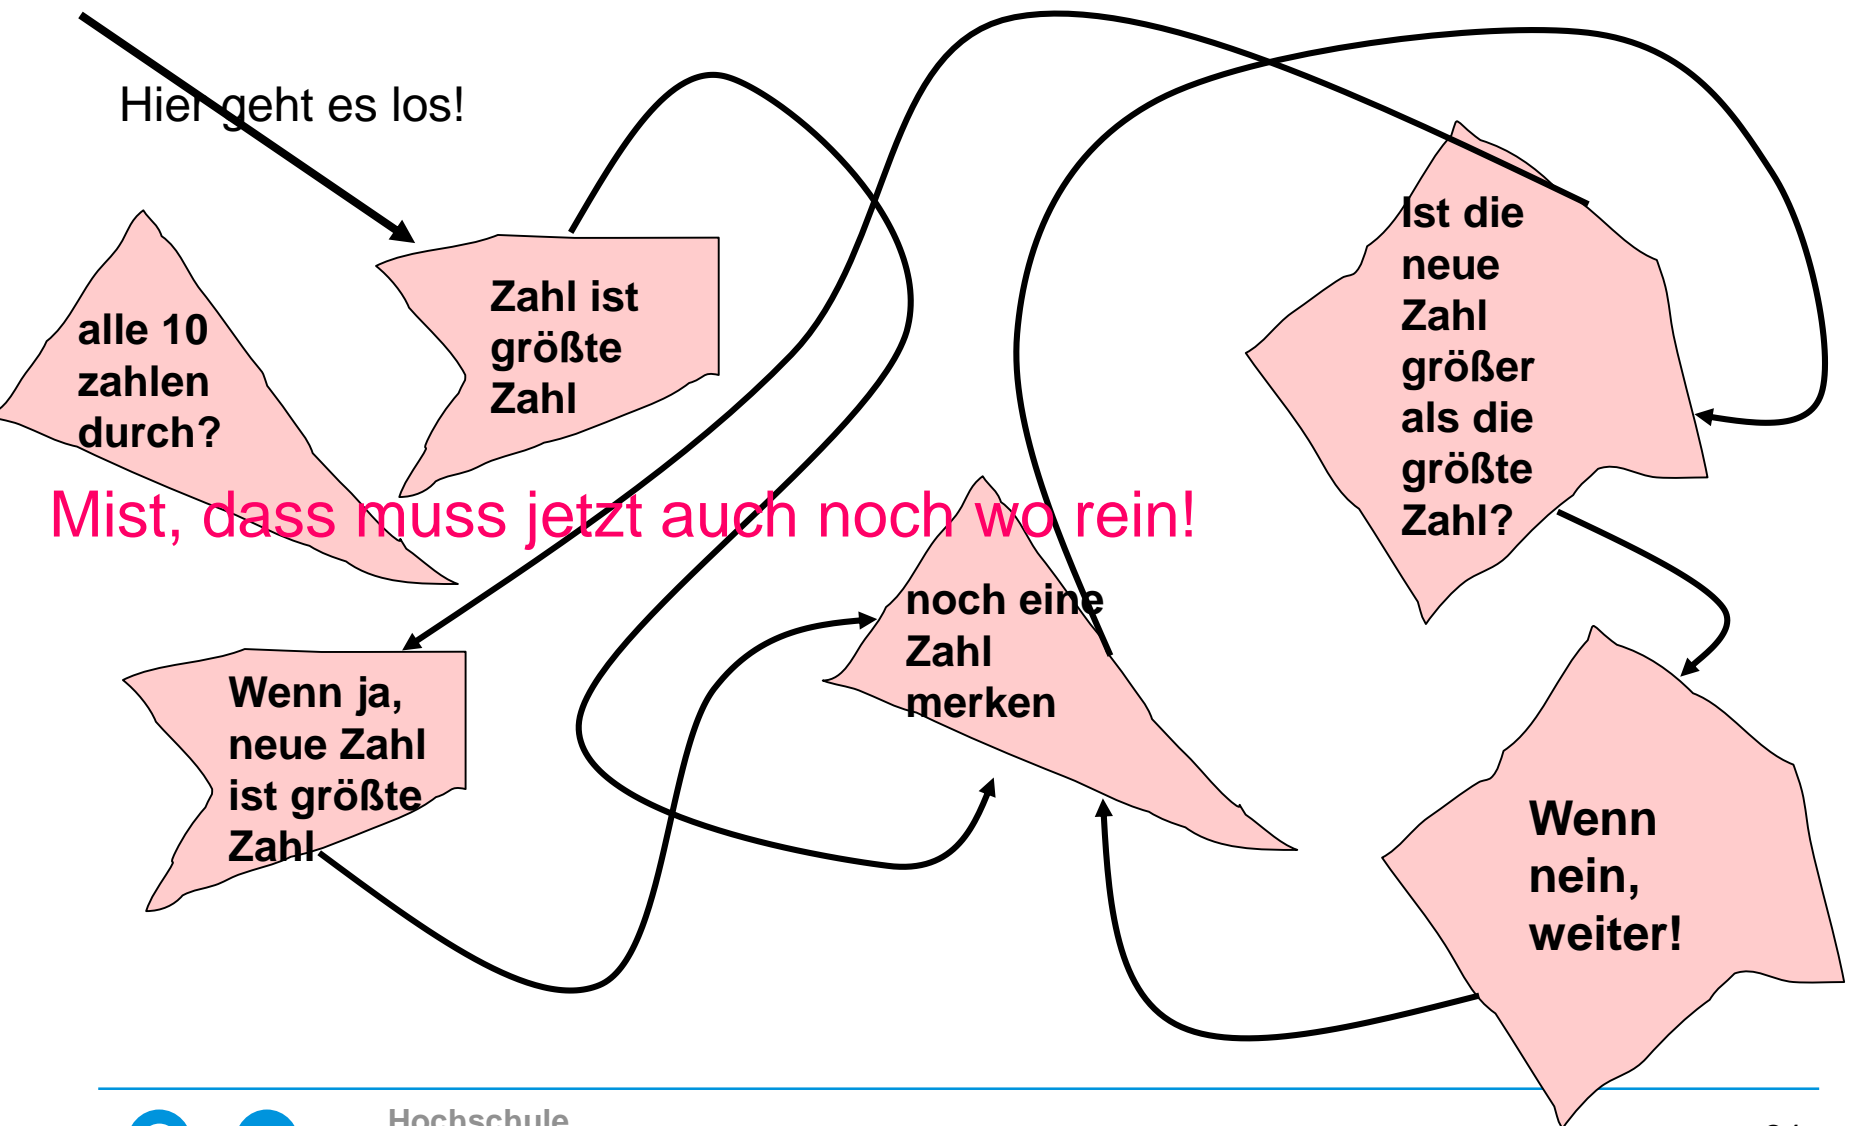 Hier geht es los!
alle 10
zahlen
durch?
Zahl ist
größte
Zahl
Ist die
neue
Zahl
größer
als die
größte
Zahl?
Mist, dass muss jetzt auch noch wo rein!
noch eine
Zahl
merken
Wenn ja,
neue Zahl
ist größte
Zahl
Wenn
nein,
weiter!
Hochschule